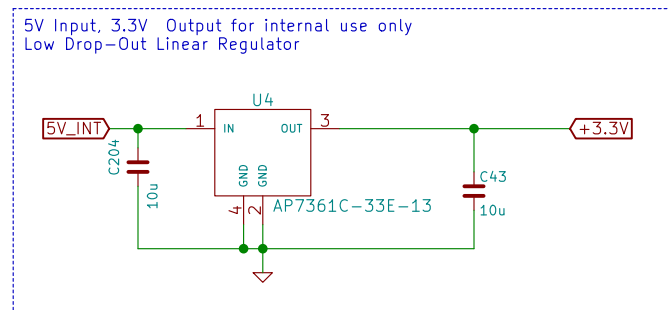 5V Input, 3.3V  Output for internal use only
Low Drop-Out Linear Regulator
U4
5V_INT
1
IN
OUT
3
+3.3V
C204
10u
GND
GND
4
2
AP7361C-33E-13
C43
10u